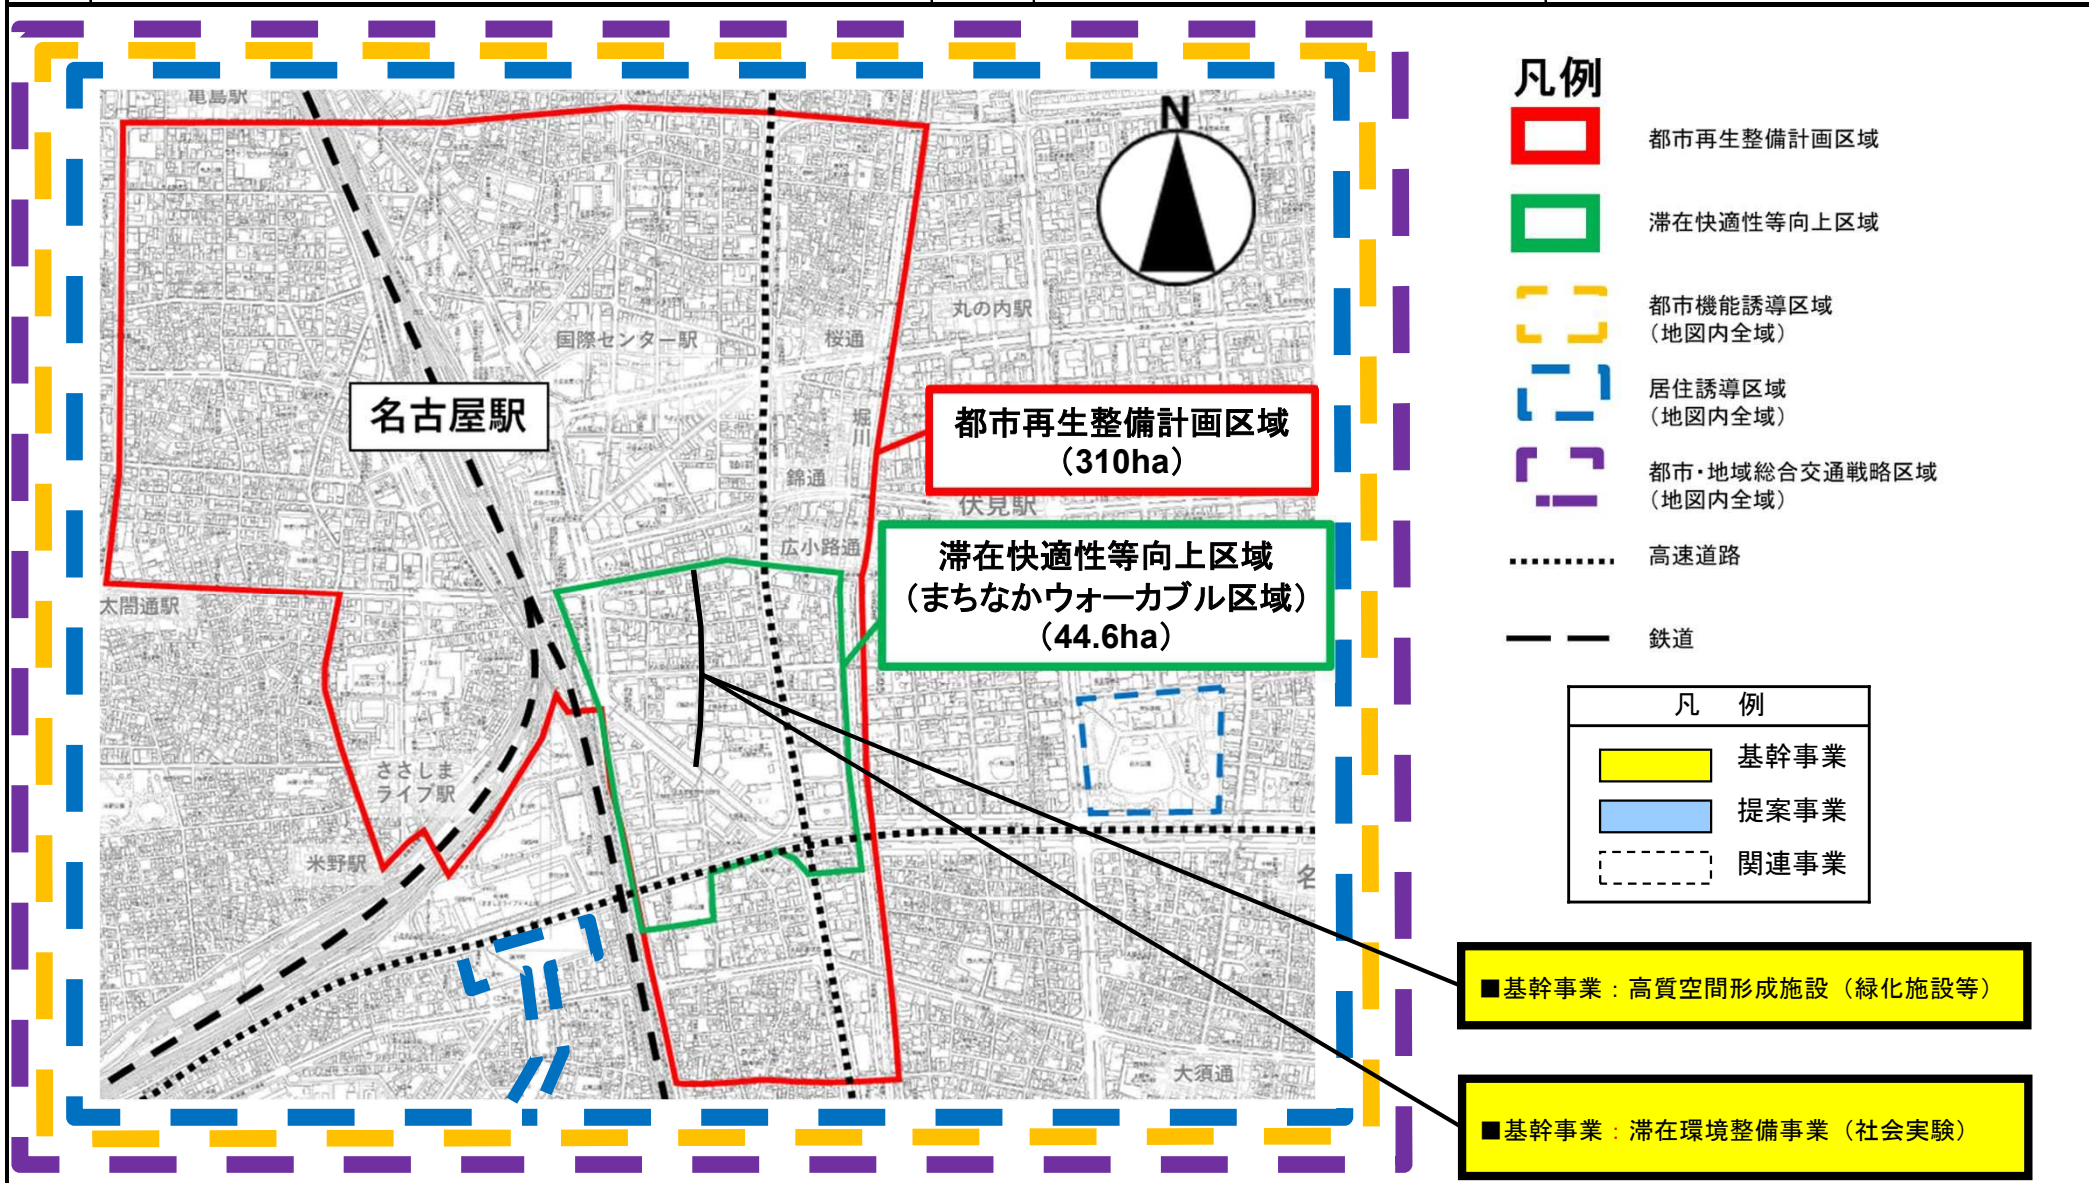 亀島駅
N
丸の内駅
国際センター駅
桜通
名古屋駅
堀川
都市再生整備計画区域
（310ha）
錦通
伏見駅
広小路通
滞在快適性等向上区域
（まちなかウォーカブル区域）
（44.6ha）
太閤通駅
ささしま
ライブ駅
米野駅
名
大須通
凡例
都市再生整備計画区域
滞在快適性等向上区域
都市機能誘導区域
（地図内全域）
居住誘導区域
（地図内全域）
都市・地域総合交通戦略区域
（地図内全域）
高速道路
鉄道
凡　例
基幹事業
提案事業
関連事業
■基幹事業：高質空間形成施設（緑化施設等）
■基幹事業：滞在環境整備事業（社会実験）